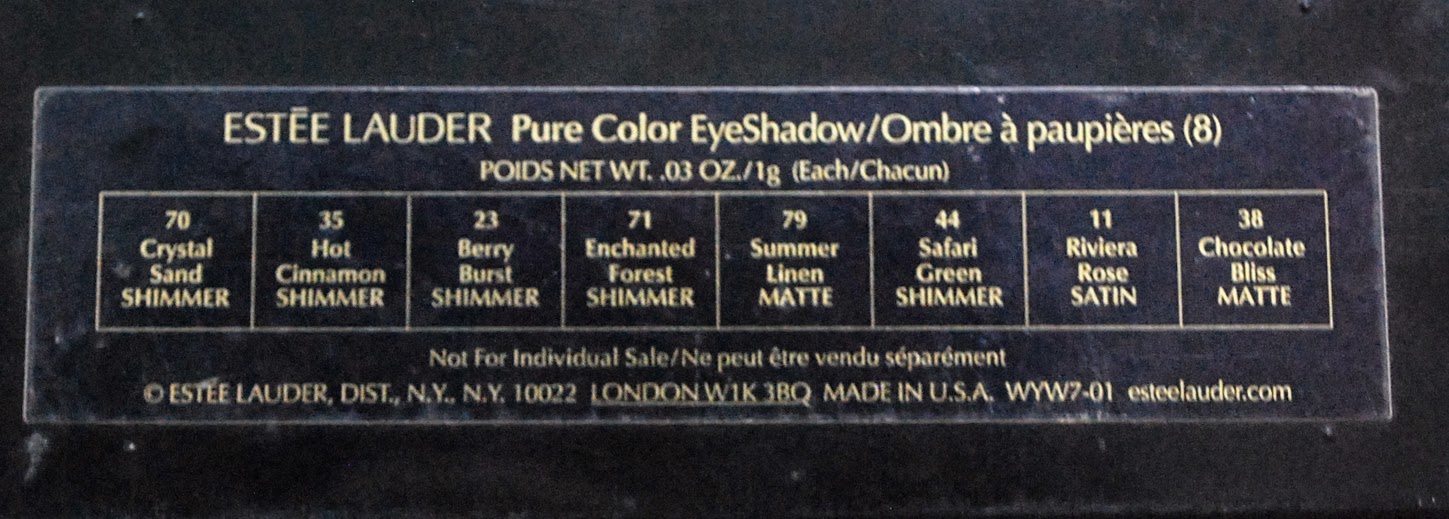 ESTĒE LAUDER Pure Color EyeShadow/Ombre à paupières (8)
POIDS NET WT. .03 OZ./1g (Each/Chacun)
70 35 23 71 79 44 11 38
Crystal Hot Berry Enchanted Summer Safari Riviera Chocolate
Sand Cinnamon Burst Forest Linen Green Rose Bliss
SHIMMER SHIMMER SHIMMER SHIMMER MATTE SHIMMER SATIN MATTE
Not For Individual Sale/Ne peut être vendu séparément
© ESTĒE LAUDER, DIST., N.Y., N.Y. 10022 LONDON W1K 3BQ MADE IN U.S.A. WYW7-01 esteelauder.com